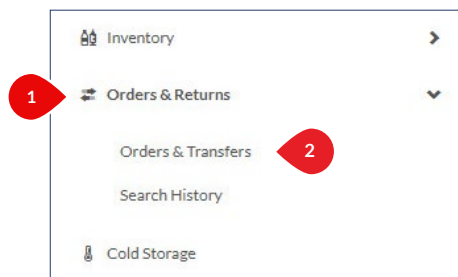 Inventory
1 Orders & Returns
Orders & Transfers 2
Search History
Cold Storage